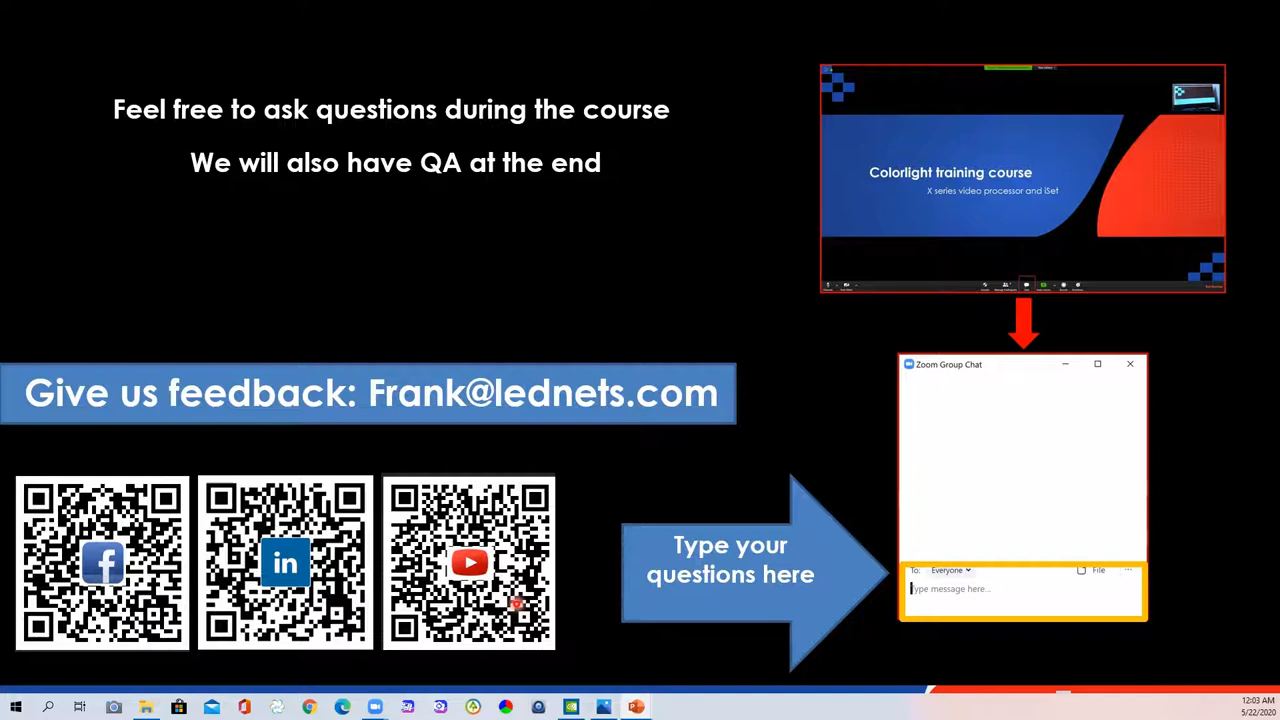 Feel free to ask questions during the course
We will also have QA at the end
Colorlight training course
X series video processor and iSet
Give us feedback: Frank@lednets.com
Zoom Group Chat
in
Type your
questions here
To: Everyone
File
Type message here...
12:03 AM
5/22/2020